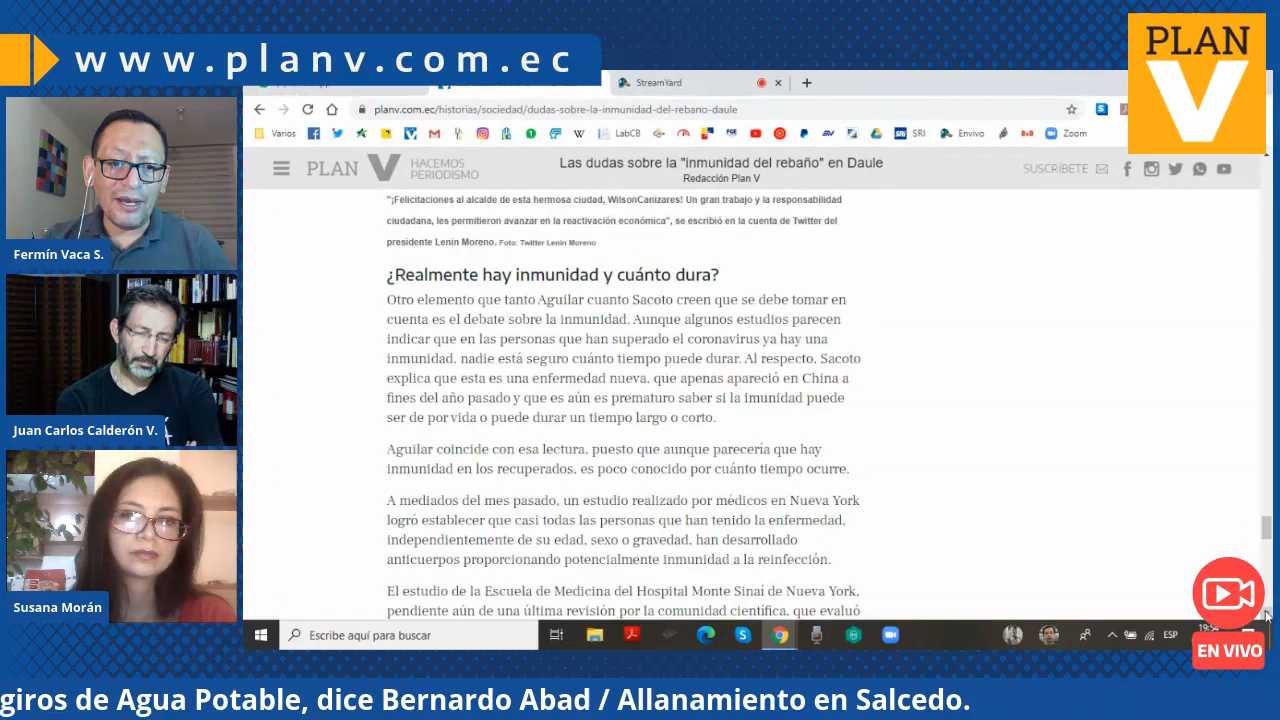 www.planv.com.ec
PLAN
V
StreamYard
planv.com.ec/historias/sociedad/dudas-sobre-la-inmunidad-del-rebano-daule
Varios
LabCB
SRI
Envivo
Zoom
PLAN V
HACEMOS
PERIODISMO
Las dudas sobre la "inmunidad del rebaño" en Daule
Redacción Plan V
SUSCRÍBETE
Fermín Vaca S.
Juan Carlos Calderón V.
Susana Morán
"¡Felicitaciones al alcalde de esta hermosa ciudad, WilsonCanizares! Un gran trabajo y la responsabilidad
ciudadana, les permitieron avanzar en la reactivación económica", se escribió en la cuenta de Twitter del
presidente Lenín Moreno. Foto: Twitter Lenín Moreno
¿Realmente hay inmunidad y cuánto dura?
Otro elemento que tanto Aguilar cuanto Sacoto creen que se debe tomar en
cuenta es el debate sobre la inmunidad. Aunque algunos estudios parecen
indicar que en las personas que han superado el coronavirus ya hay una
inmunidad, nadie está seguro cuánto tiempo puede durar. Al respecto, Sacoto
explica que esta es una enfermedad nueva, que apenas apareció en China a
fines del año pasado y que es aún es prematuro saber si la imunidad puede
ser de por vida o puede durar un tiempo largo o corto.
Aguilar coincide con esa lectura, puesto que aunque parecería que hay
inmunidad en los recuperados, es poco conocido por cuánto tiempo ocurre.
A mediados del mes pasado, un estudio realizado por médicos en Nueva York
logró establecer que casi todas las personas que han tenido la enfermedad,
independientemente de su edad, sexo o gravedad, han desarrollado
anticuerpos proporcionando potencialmente inmunidad a la reinfección.
El estudio de la Escuela de Medicina del Hospital Monte Sinaí de Nueva York,
pendiente aún de una última revisión por la comunidad científica, que evaluó
Escribe aquí para buscar
ESP
19:54
EN VIVO
giros de Agua Potable, dice Bernardo Abad / Allanamiento en Salcedo.